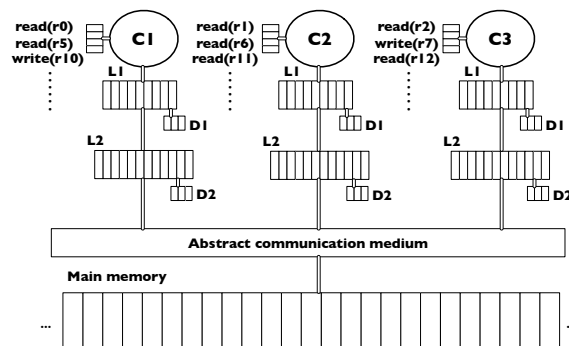 read(r0)
read(r5)
write(r10)
C1
read(r1)
read(r6)
read(r11)
C2
read(r2)
write(r7)
read(r12)
C3
L1
L1
L1
D1
D1
D1
L2
L2
L2
D2
D2
D2
Abstract communication medium
Main memory
...
...